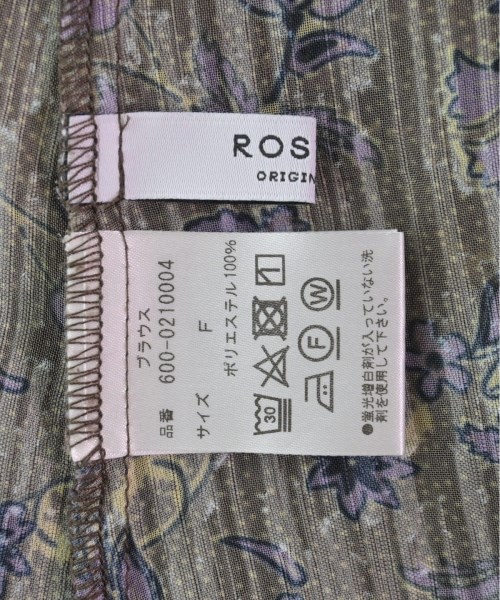 ROS
ORIGIN
ブラウス
品番 600-0210004
サイズ F
ポリエステル100%
30
F
W
●蛍光増白剤が入っていない洗
剤を使用して下さい。